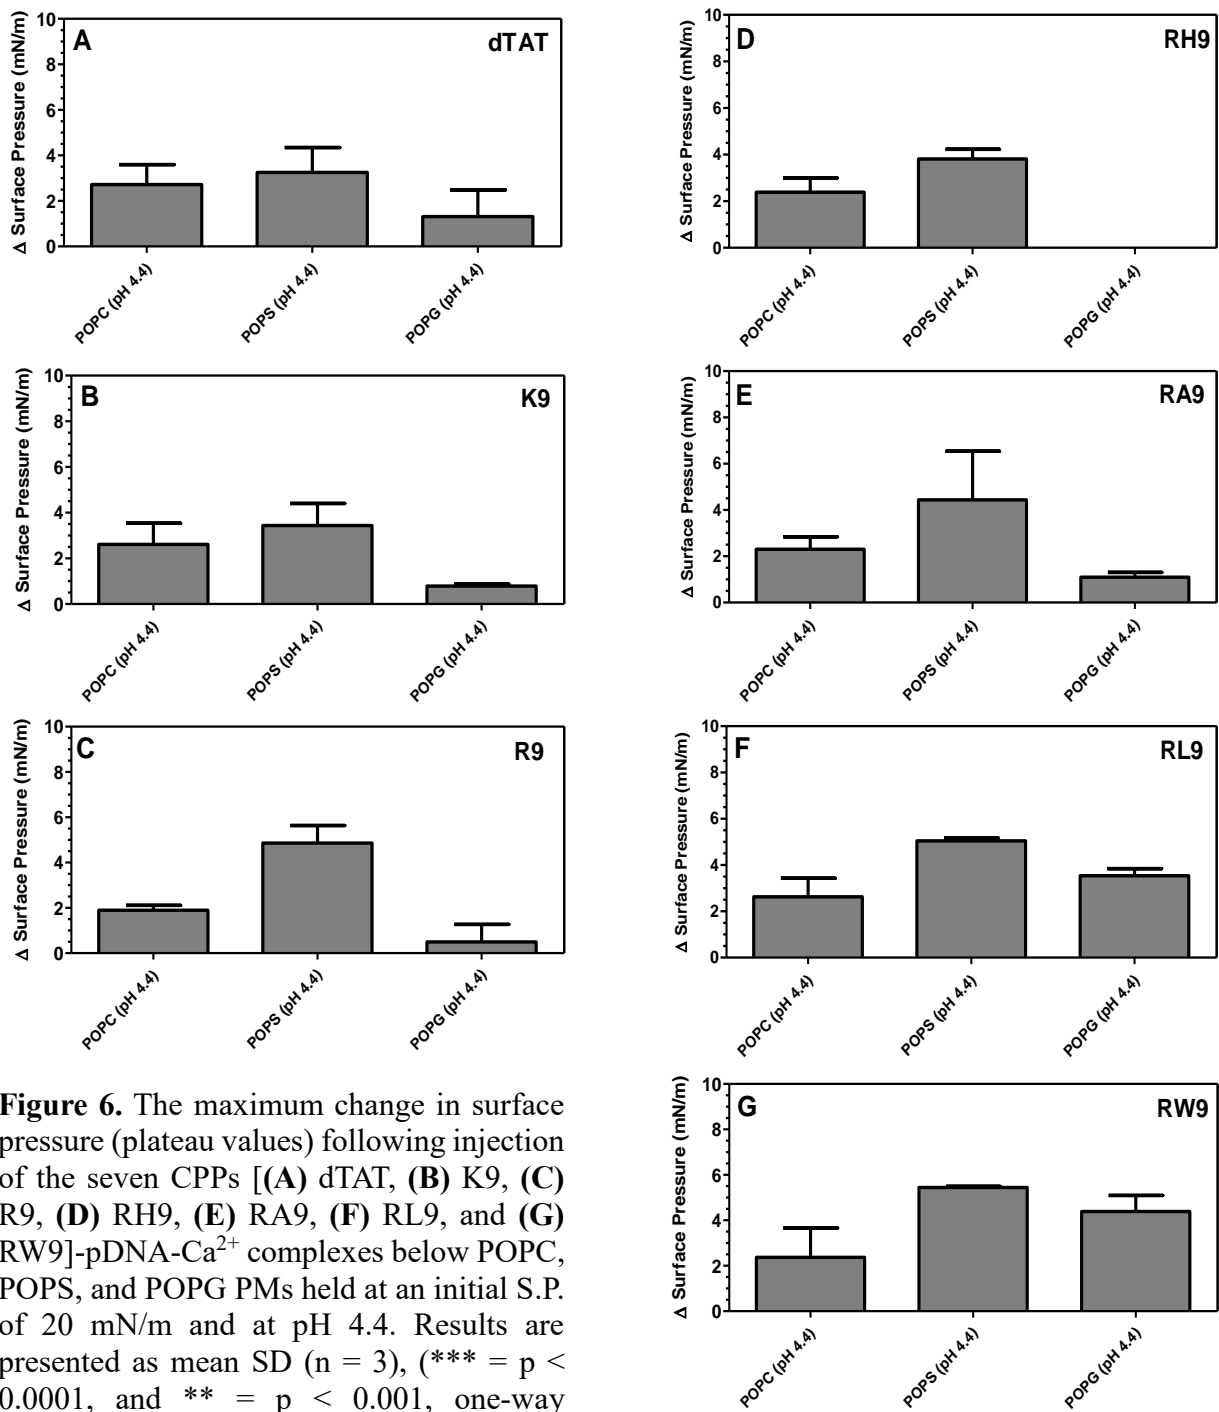 A
dTAT
Δ Surface Pressure (mN/m)
10
8
6
4
2
0
POPC (pH 4.4)
POPS (pH 4.4)
POPG (pH 4.4)
B
K9
Δ Surface Pressure (mN/m)
10
8
6
4
2
0
POPC (pH 4.4)
POPS (pH 4.4)
POPG (pH 4.4)
C
R9
Δ Surface Pressure (mN/m)
10
8
6
4
2
0
POPC (pH 4.4)
POPS (pH 4.4)
POPG (pH 4.4)
D
RH9
Δ Surface Pressure (mN/m)
10
8
6
4
2
0
POPC (pH 4.4)
POPS (pH 4.4)
POPG (pH 4.4)
E
RA9
Δ Surface Pressure (mN/m)
10
8
6
4
2
0
POPC (pH 4.4)
POPS (pH 4.4)
POPG (pH 4.4)
F
RL9
Δ Surface Pressure (mN/m)
10
8
6
4
2
0
POPC (pH 4.4)
POPS (pH 4.4)
POPG (pH 4.4)
G
RW9
Δ Surface Pressure (mN/m)
10
8
6
4
2
0
POPC (pH 4.4)
POPS (pH 4.4)
POPG (pH 4.4)
Figure 6. The maximum change in surface
pressure (plateau values) following injection
of the seven CPPs [(A) dTAT, (B) K9, (C)
R9, (D) RH9, (E) RA9, (F) RL9, and (G)
RW9]-pDNA-Ca²⁺ complexes below POPC,
POPS, and POPG PMs held at an initial S.P.
of 20 mN/m and at pH 4.4. Results are
presented as mean SD (n = 3), (*** = p <
0.0001, and ** = p < 0.001, one-way